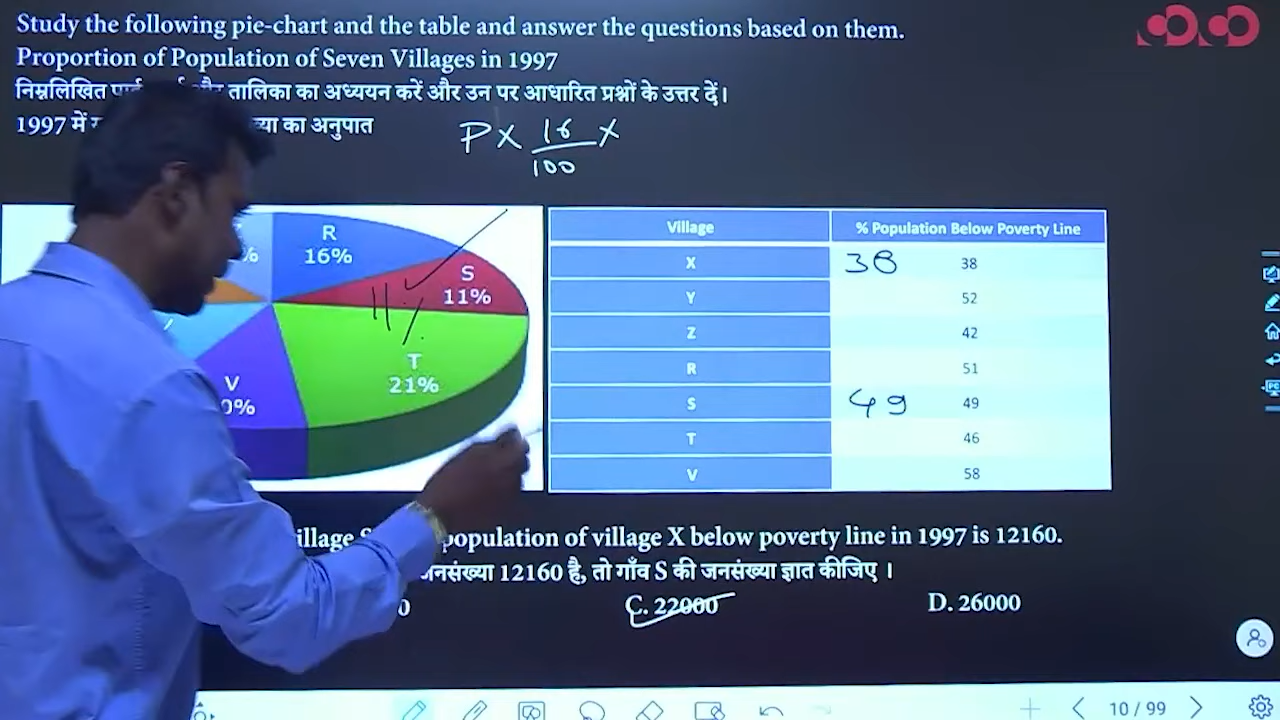 Study the following pie-chart and the table and answer the questions based on them.
Proportion of Population of Seven Villages in 1997
निम्नलिखित और तालिका का अध्ययन करें और उन पर आधारित प्रश्नों के उत्तर दें।
1997 में का अनुपात
P X 16 X
100
R
16%
S
11%
11%
T
21%
V
0%
Village % Population Below Poverty Line
X 38 38
Y 52
Z 42
R 51
S 49 49
T 46
V 58
population of village X below poverty line in 1997 is 12160.
जनसंख्या 12160 है, तो गाँव S की जनसंख्या ज्ञात कीजिए ।
0 C. 22000 D. 26000
10 / 99